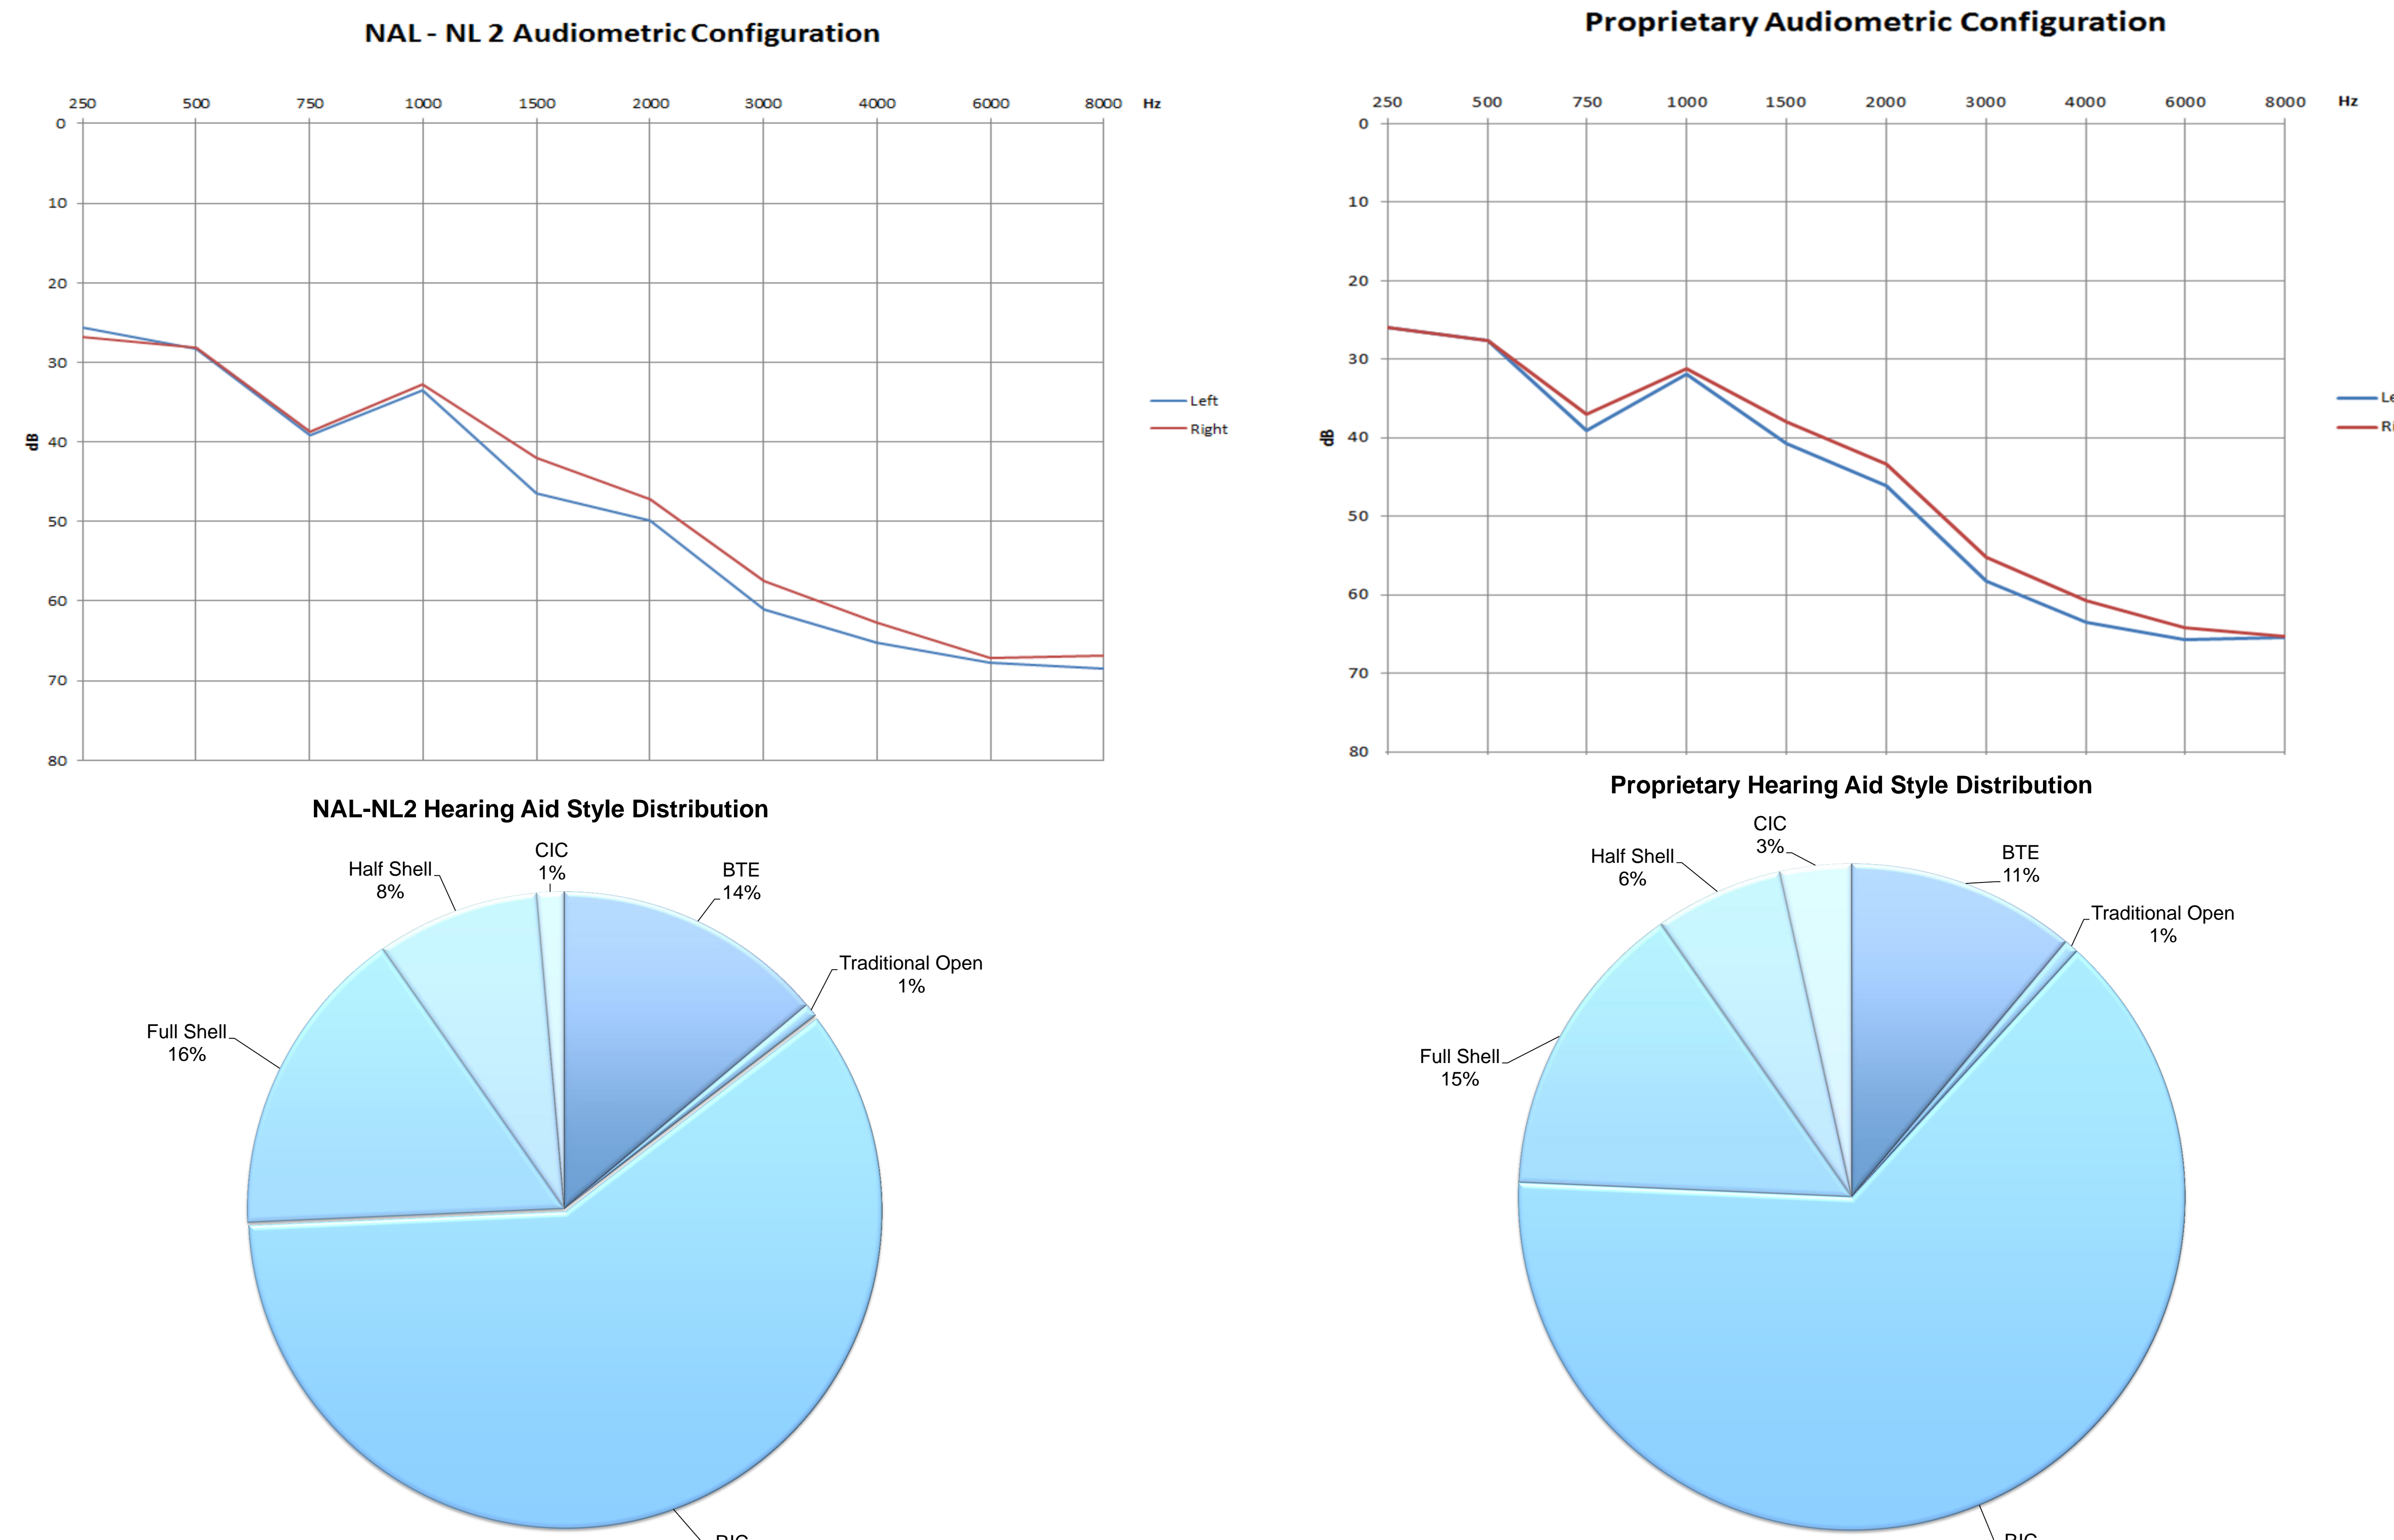 NAL - NL 2 Audiometric Configuration
250 500 750 1000 1500 2000 3000 4000 6000 8000 Hz
0
10
20
30
40
50
60
70
80
dB
Left
Right
Proprietary Audiometric Configuration
250 500 750 1000 1500 2000 3000 4000 6000 8000 Hz
0
10
20
30
40
50
60
70
80
dB
Le
Ri
NAL-NL2 Hearing Aid Style Distribution
CIC
1%
BTE
14%
Half Shell
8%
Traditional Open
1%
Full Shell
16%
RIC
Proprietary Hearing Aid Style Distribution
CIC
3%
BTE
11%
Half Shell
6%
Traditional Open
1%
Full Shell
15%
RIC